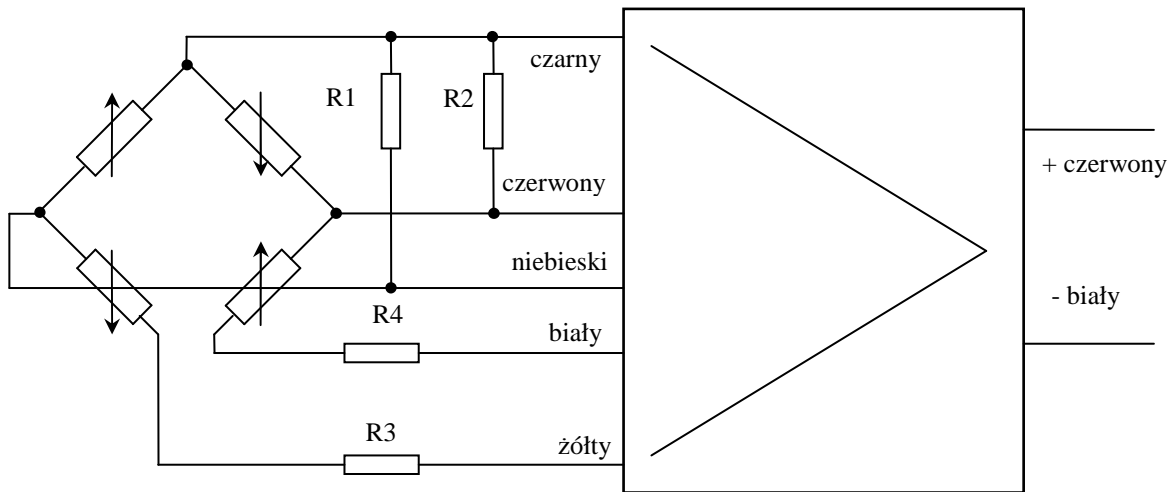 czarny
R1
R2
+ czerwony
czerwony
niebieski
- biały
R4
biały
R3
żółty